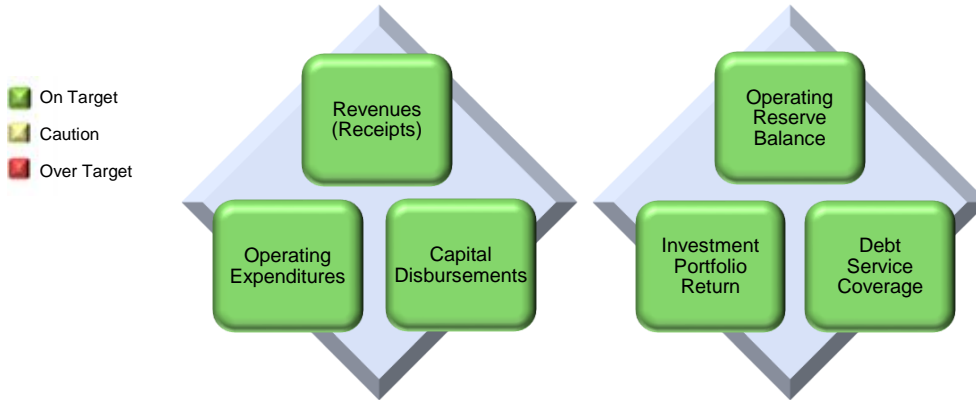 On Target
Caution
Over Target
Revenues
(Receipts)
Operating
Expenditures
Capital
Disbursements
Operating
Reserve
Balance
Investment
Portfolio
Return
Debt
Service
Coverage